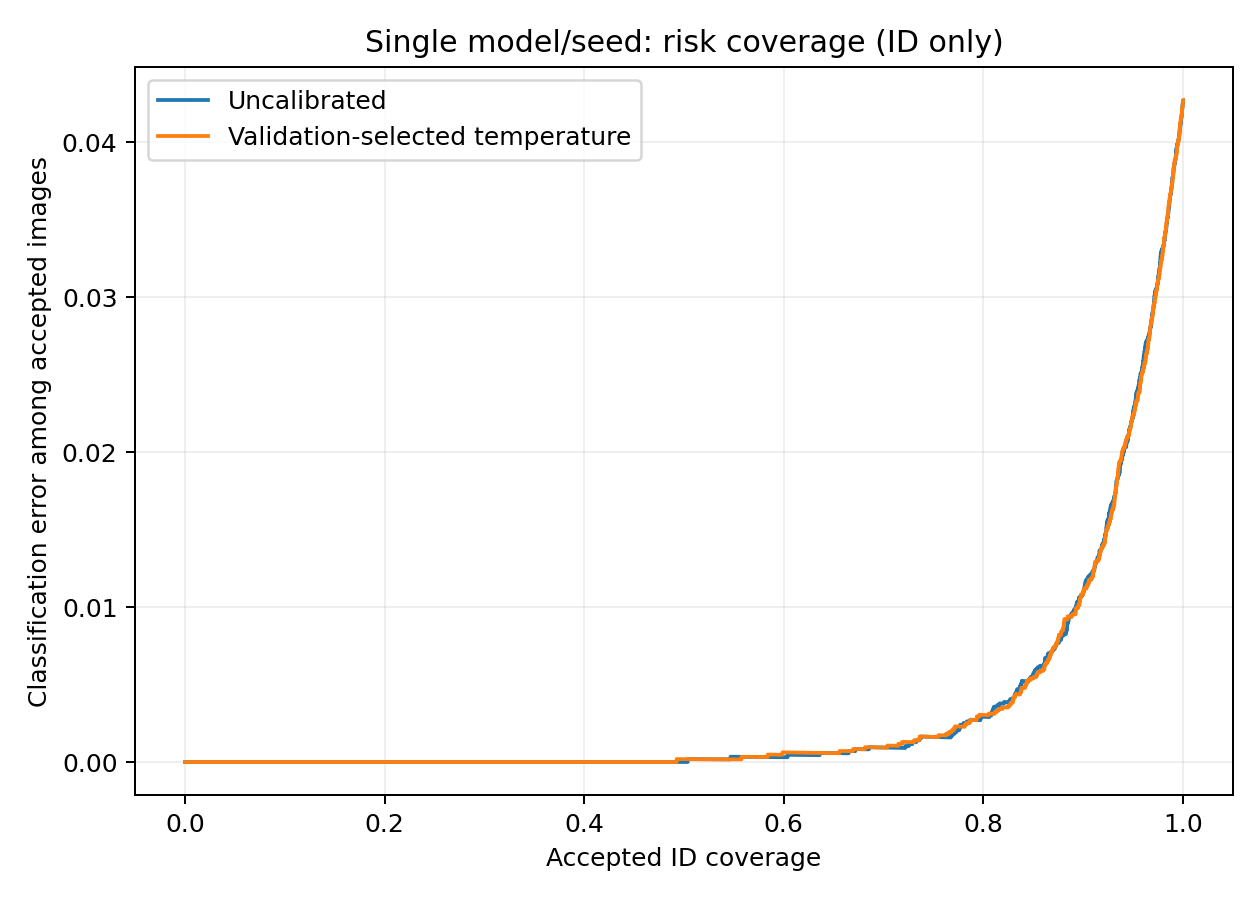 Single model/seed: risk coverage (ID only)
Uncalibrated
Validation-selected temperature
Classification error among accepted images
0.04
0.03
0.02
0.01
0.00
0.0 0.2 0.4 0.6 0.8 1.0
Accepted ID coverage